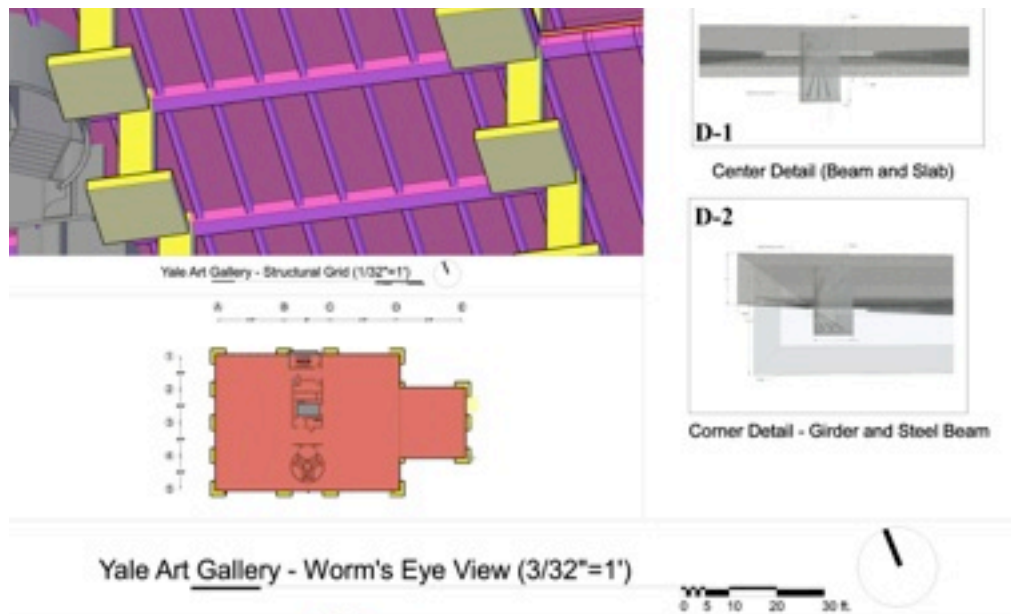 D-1
Center Detail (Beam and Slab)
D-2
Corner Detail - Girder and Steel Beam
Yale Art Gallery - Structural Grid (1/32"=1')
A B C D E
1
2
3
4
5
Yale Art Gallery - Worm's Eye View (3/32"=1')
0 5 10 20 30 ft.